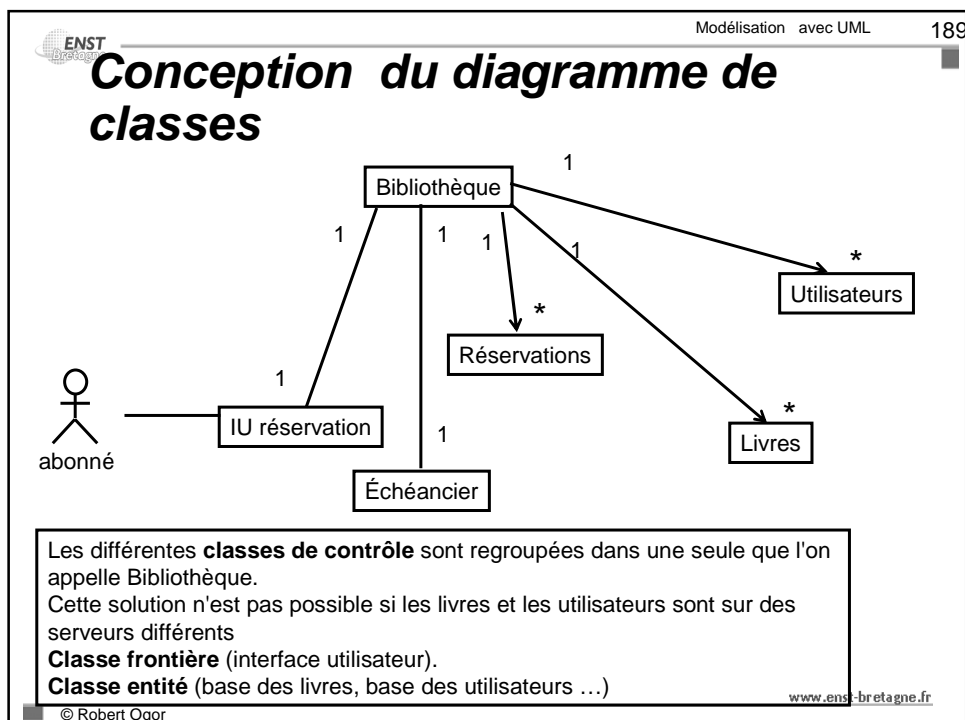 Modélisation avec UML
189
ENST
Bretagne
Conception du diagramme de
classes
1
Bibliothèque
1
1
1
1
*
Utilisateurs
*
Réservations
1
*
IU réservation
1
Livres
abonné
Échéancier
Les différentes classes de contrôle sont regroupées dans une seule que l'on
appelle Bibliothèque.
Cette solution n'est pas possible si les livres et les utilisateurs sont sur des
serveurs différents
Classe frontière (interface utilisateur).
Classe entité (base des livres, base des utilisateurs …)
www.enst-bretagne.fr
© Robert Ogor